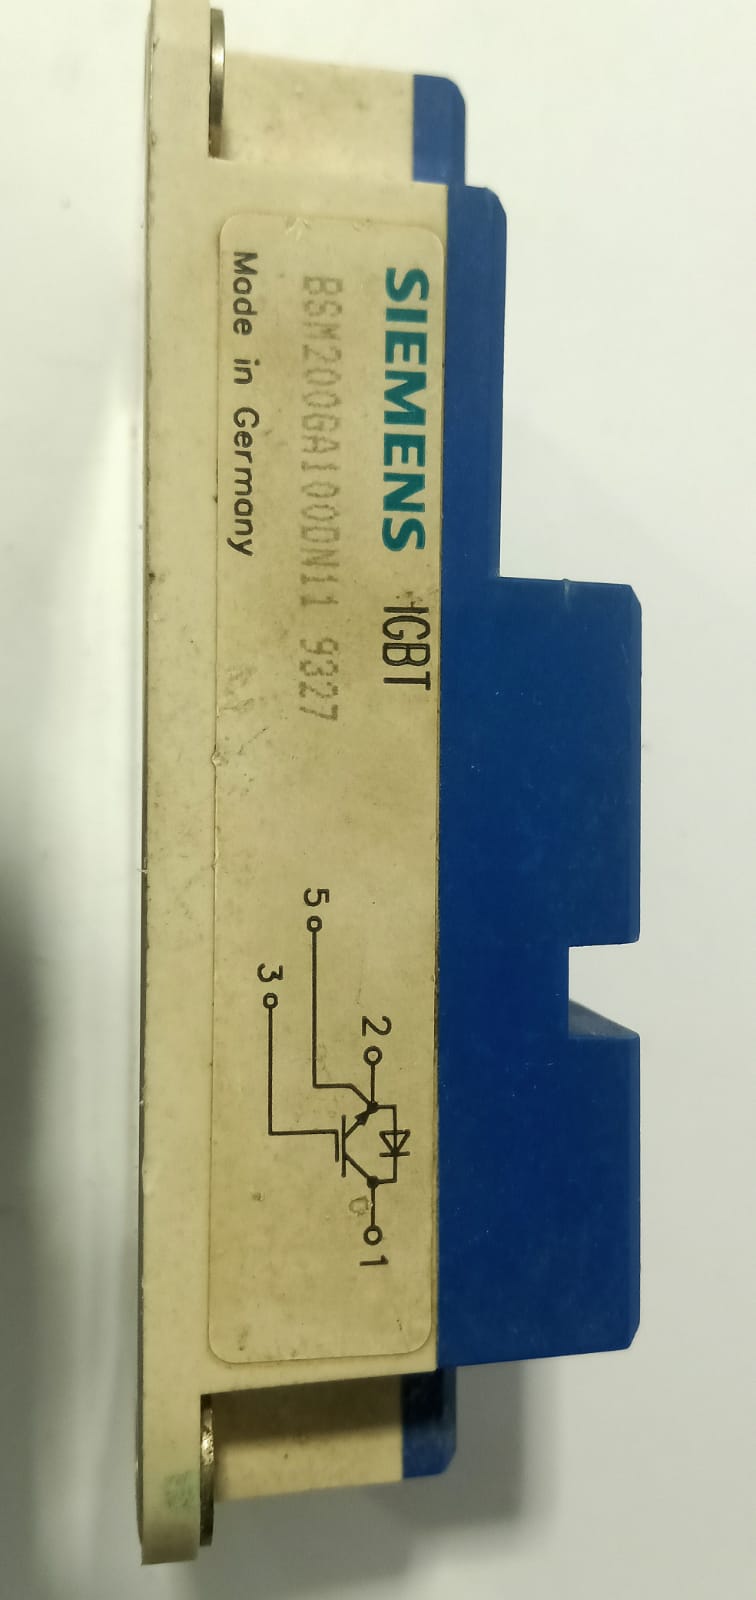 SIEMENS IGBT
BSM200GA100DN11 9327
Made in Germany
5
3
2
1